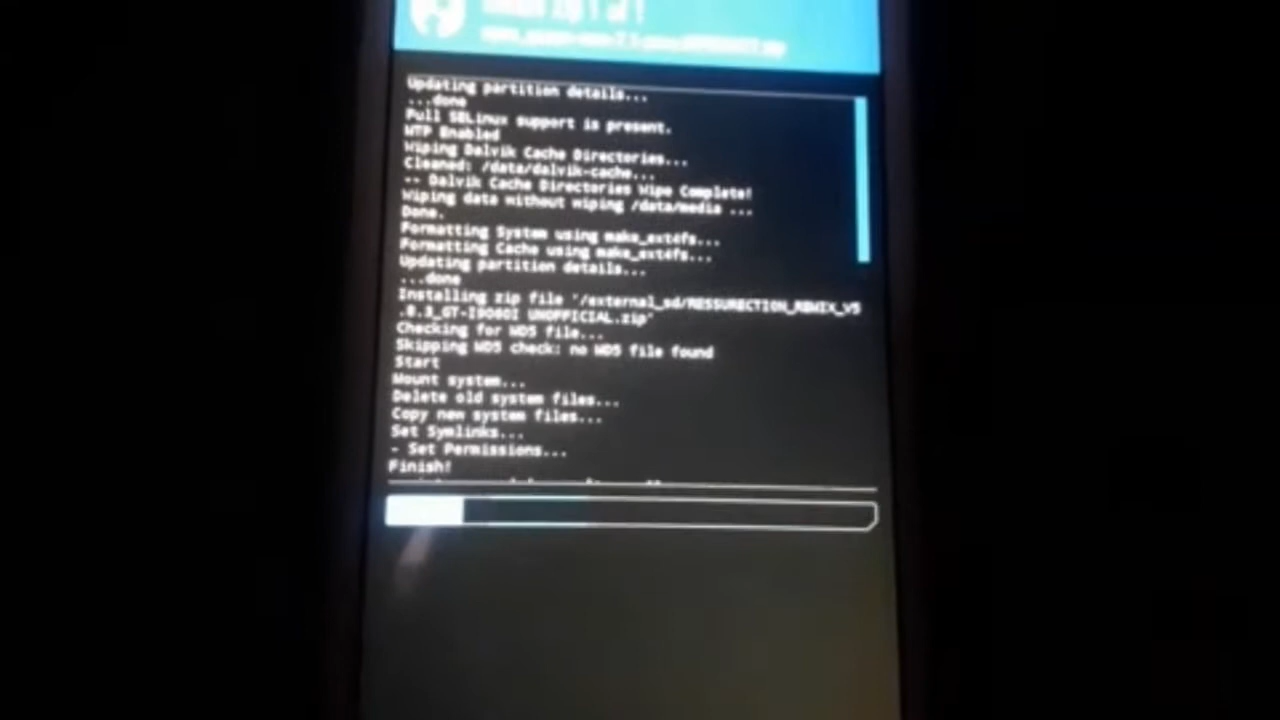 Updating partition details...
...done
Full SELinux support is present.
MTP Enabled
Wiping Dalvik Cache Directories...
Cleaned: /data/dalvik-cache...
-- Dalvik Cache Directories Wipe Complete!
Wiping data without wiping /data/media ...
Done.
Formatting System using make_ext4fs...
Formatting Cache using make_ext4fs...
Updating partition details...
...done
Installing zip file '/external_sd/RESSURECTION_REMIX_V5
.8.3_GT-I9060I UNOFFICIAL.zip'
Checking for MD5 file...
Skipping MD5 check: no MD5 file found
Start
Mount system...
Delete old system files...
Copy new system files...
Set Symlinks...
- Set Permissions...
Finish!